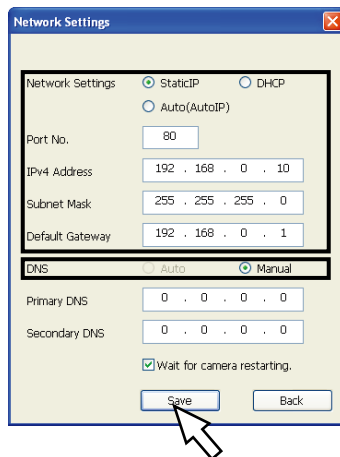 Network Settings
Network Settings StaticIP DHCP
Auto(AutoIP)
Port No. 80
IPv4 Address 192 . 168 . 0 . 10
Subnet Mask 255 . 255 . 255 . 0
Default Gateway 192 . 168 . 0 . 1
DNS Auto Manual
Primary DNS 0 . 0 . 0 . 0
Secondary DNS 0 . 0 . 0 . 0
Wait for camera restarting.
Save Back